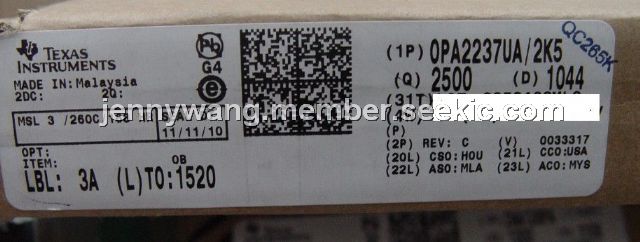 TEXAS
INSTRUMENTS
MADE IN: Malaysia
2DC: 2Q:
Pb
G4
e
MSL 3 /260C
11/11/10
OPT:
ITEM: 0B
LBL: 3A (L)TO:1520
QC265K
(1P) OPA2237UA/2K5
(Q) 2500 (D) 1044
(31T)
(P)
(2P) REV: C (V) 0033317
(20L) CSO:HOU (21L) CCO:USA
(22L) ASO:MLA (23L) ACO:MYS
jennywang.member.seekic.com